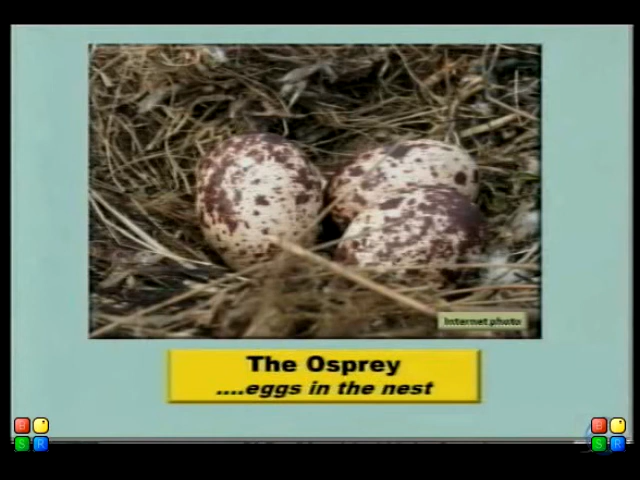 Internet photo
The Osprey
....eggs in the nest
B
S R
B
S R